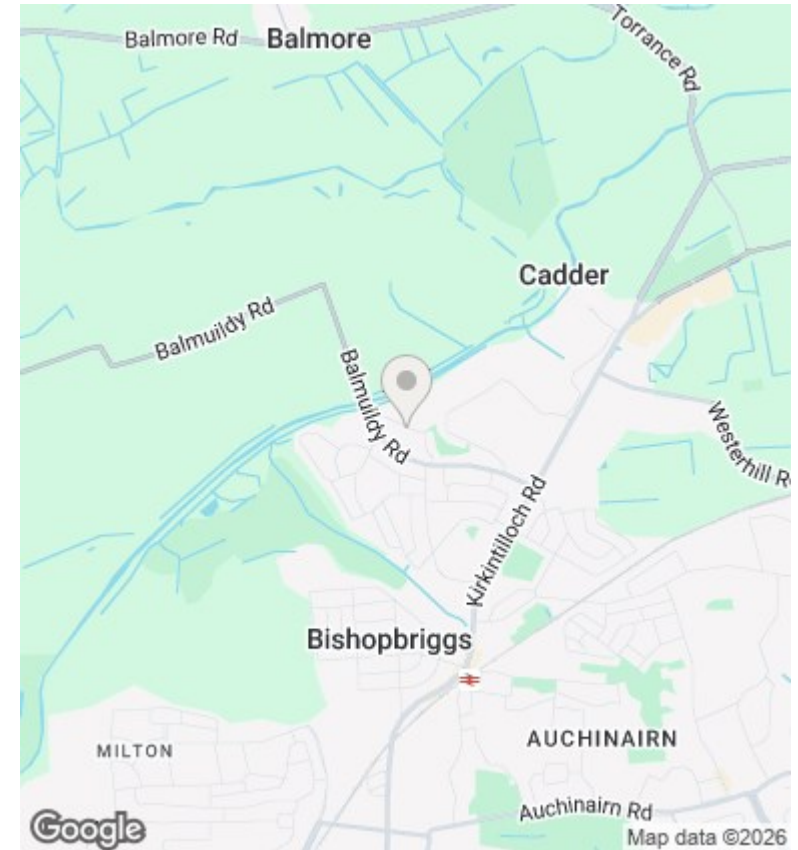 Balmore Rd
Balmore
Torrance Rd
Cadder
Balmuildy Rd
Balmuildy Rd
Westerhill R
Kirkintilloch Rd
Bishopbriggs
MILTON
AUCHINAIRN
Auchinairn Rd
Google
Map data ©2026